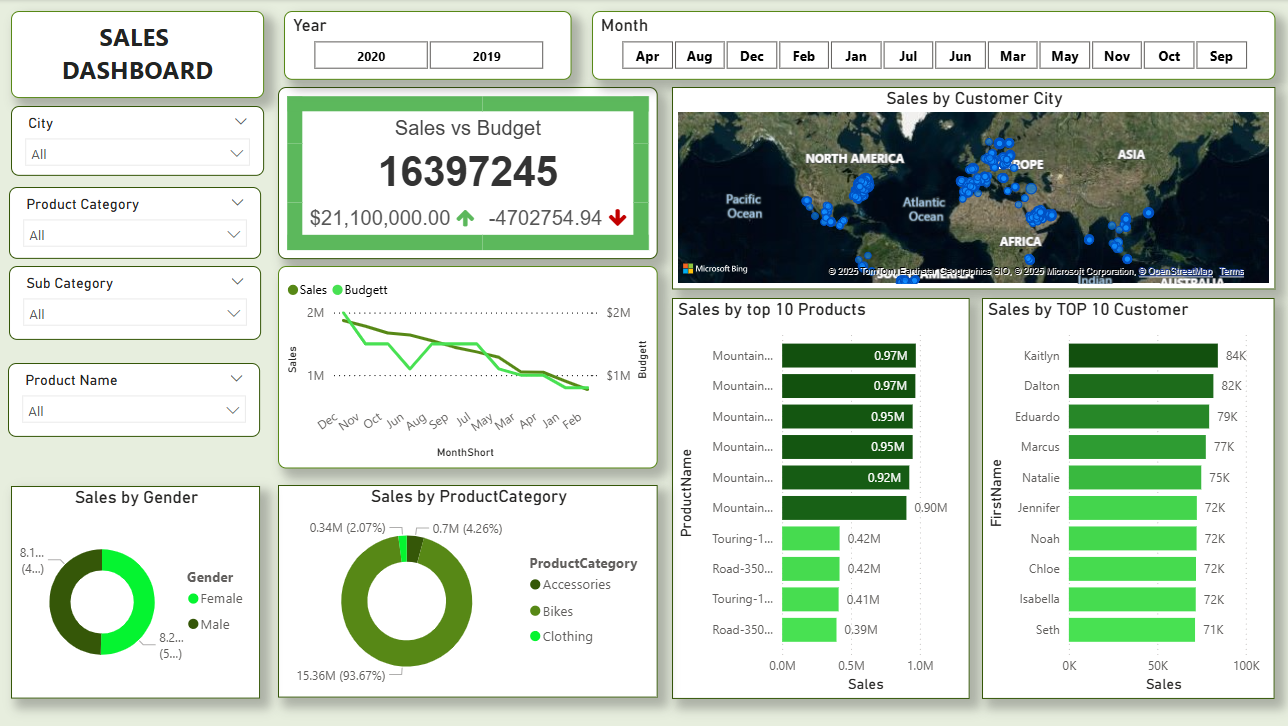 SALES
DASHBOARD
Year
2020
2019
Month
Apr
Aug
Dec
Feb
Jan
Jul
Jun
Mar
May
Nov
Oct
Sep
City
All
Product Category
All
Sub Category
All
Product Name
All
Sales vs Budget
16397245
$21,100,000.00
-4702754.94
Sales by Customer City
NORTH AMERICA
ASIA
Pacific
Ocean
Atlantic
Ocean
AFRICA
Indian
Microsoft Bing
© 2025 Microsoft Corporation, © OpenStreetMap Terms
Sales
Budgett
2M
1M
$2M
$1M
Sales
Budgett
Dec
Nov
Oct
Jun
Aug
Sep
Jul
May
Mar
Apr
Jan
Feb
MonthShort
Sales by top 10 Products
ProductName
Mountain... 0.97M
Mountain... 0.97M
Mountain... 0.95M
Mountain... 0.95M
Mountain... 0.92M
Mountain... 0.90M
Touring-1... 0.42M
Road-350... 0.42M
Touring-1... 0.41M
Road-350... 0.39M
0.0M 0.5M 1.0M
Sales
Sales by TOP 10 Customer
FirstName
Kaitlyn 84K
Dalton 82K
Eduardo 79K
Marcus 77K
Natalie 75K
Jennifer 72K
Noah 72K
Chloe 72K
Isabella 72K
Seth 71K
0K 50K 100K
Sales
Sales by Gender
8.1...
(4...)
8.2...
(5...)
Gender
Female
Male
Sales by ProductCategory
0.34M (2.07%)
0.7M (4.26%)
15.36M (93.67%)
ProductCategory
Accessories
Bikes
Clothing